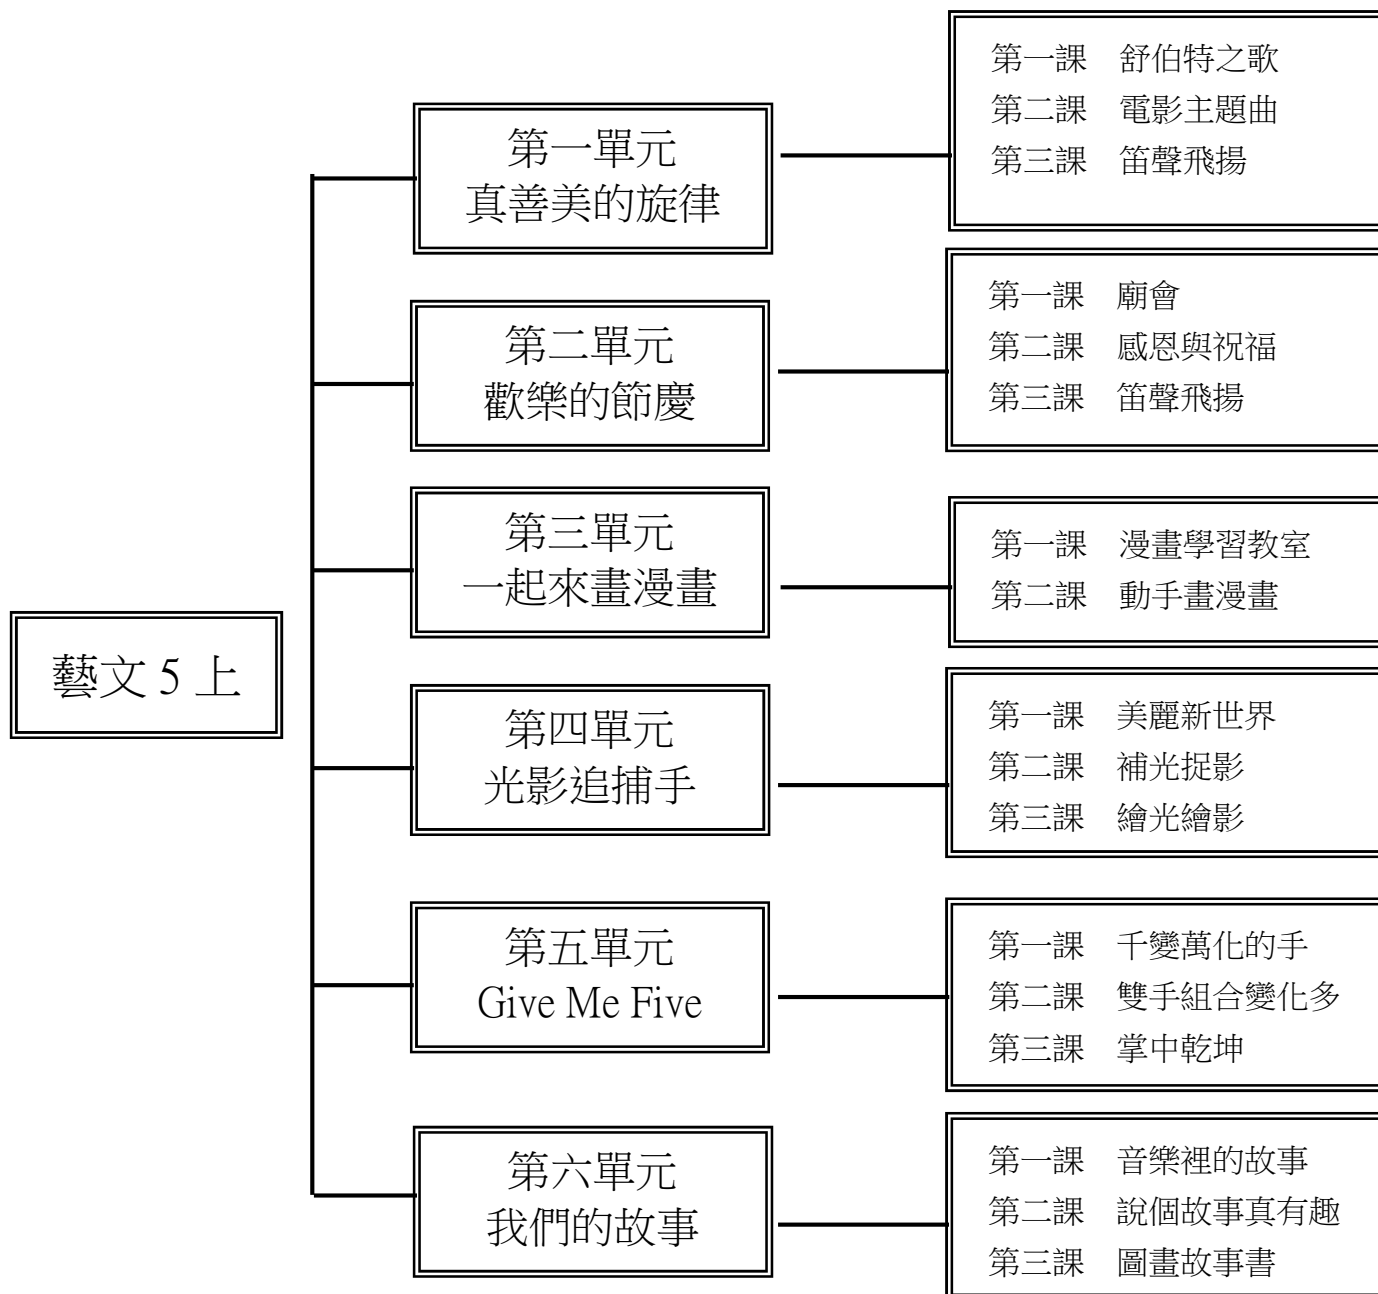 藝文 5 上
第一單元
真善美的旋律
第一課　舒伯特之歌
第二課　電影主題曲
第三課　笛聲飛揚
第二單元
歡樂的節慶
第一課　廟會
第二課　感恩與祝福
第三課　笛聲飛揚
第三單元
一起來畫漫畫
第一課　漫畫學習教室
第二課　動手畫漫畫
第四單元
光影追捕手
第一課　美麗新世界
第二課　補光捉影
第三課　繪光繪影
第五單元
Give Me Five
第一課　千變萬化的手
第二課　雙手組合變化多
第三課　掌中乾坤
第六單元
我們的故事
第一課　音樂裡的故事
第二課　說個故事真有趣
第三課　圖畫故事書